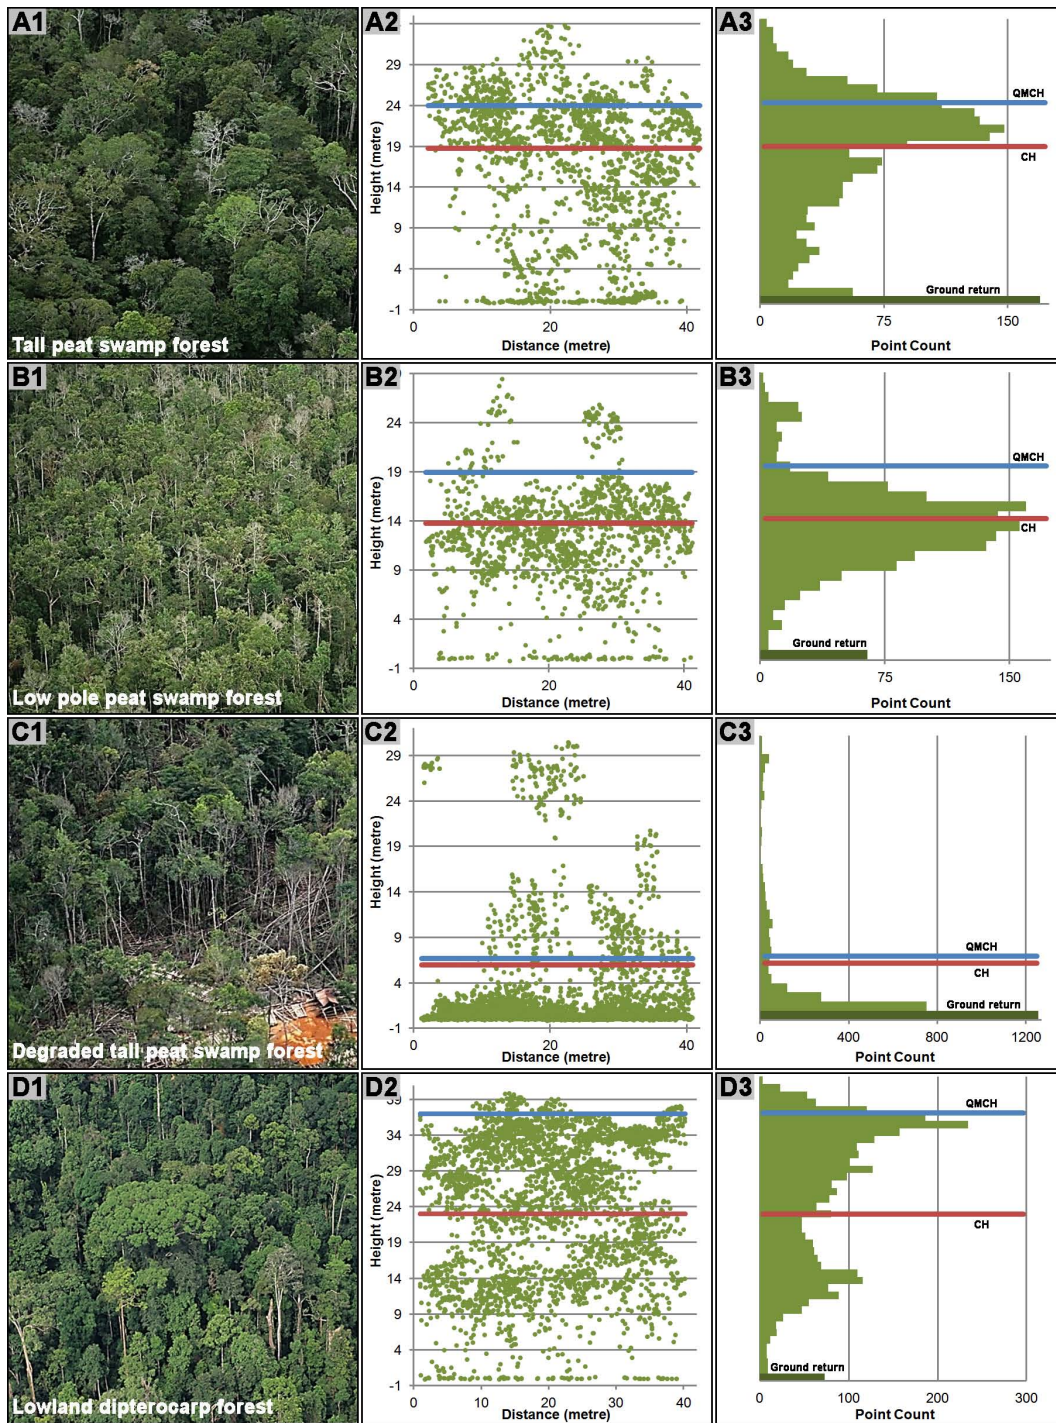 A1
Tall peat swamp forest
A2
Height (metre)
29
24
19
14
9
4
-1
0 20 40
Distance (metre)
A3
QMCH
CH
Ground return
0 75 150
Point Count
B1
Low pole peat swamp forest
B2
Height (metre)
24
19
14
9
4
-1
0 20 40
Distance (metre)
B3
QMCH
CH
Ground return
0 75 150
Point Count
C1
Degraded tall peat swamp forest
C2
Height (metre)
29
24
19
14
9
4
-1
0 20 40
Distance (metre)
C3
QMCH
CH
Ground return
0 400 800 1200
Point Count
D1
Lowland dipterocarp forest
D2
Height (metre)
39
34
29
24
19
14
9
4
-1
0 10 20 30 40
Distance (metre)
D3
QMCH
CH
Ground return
0 100 200 300
Point Count